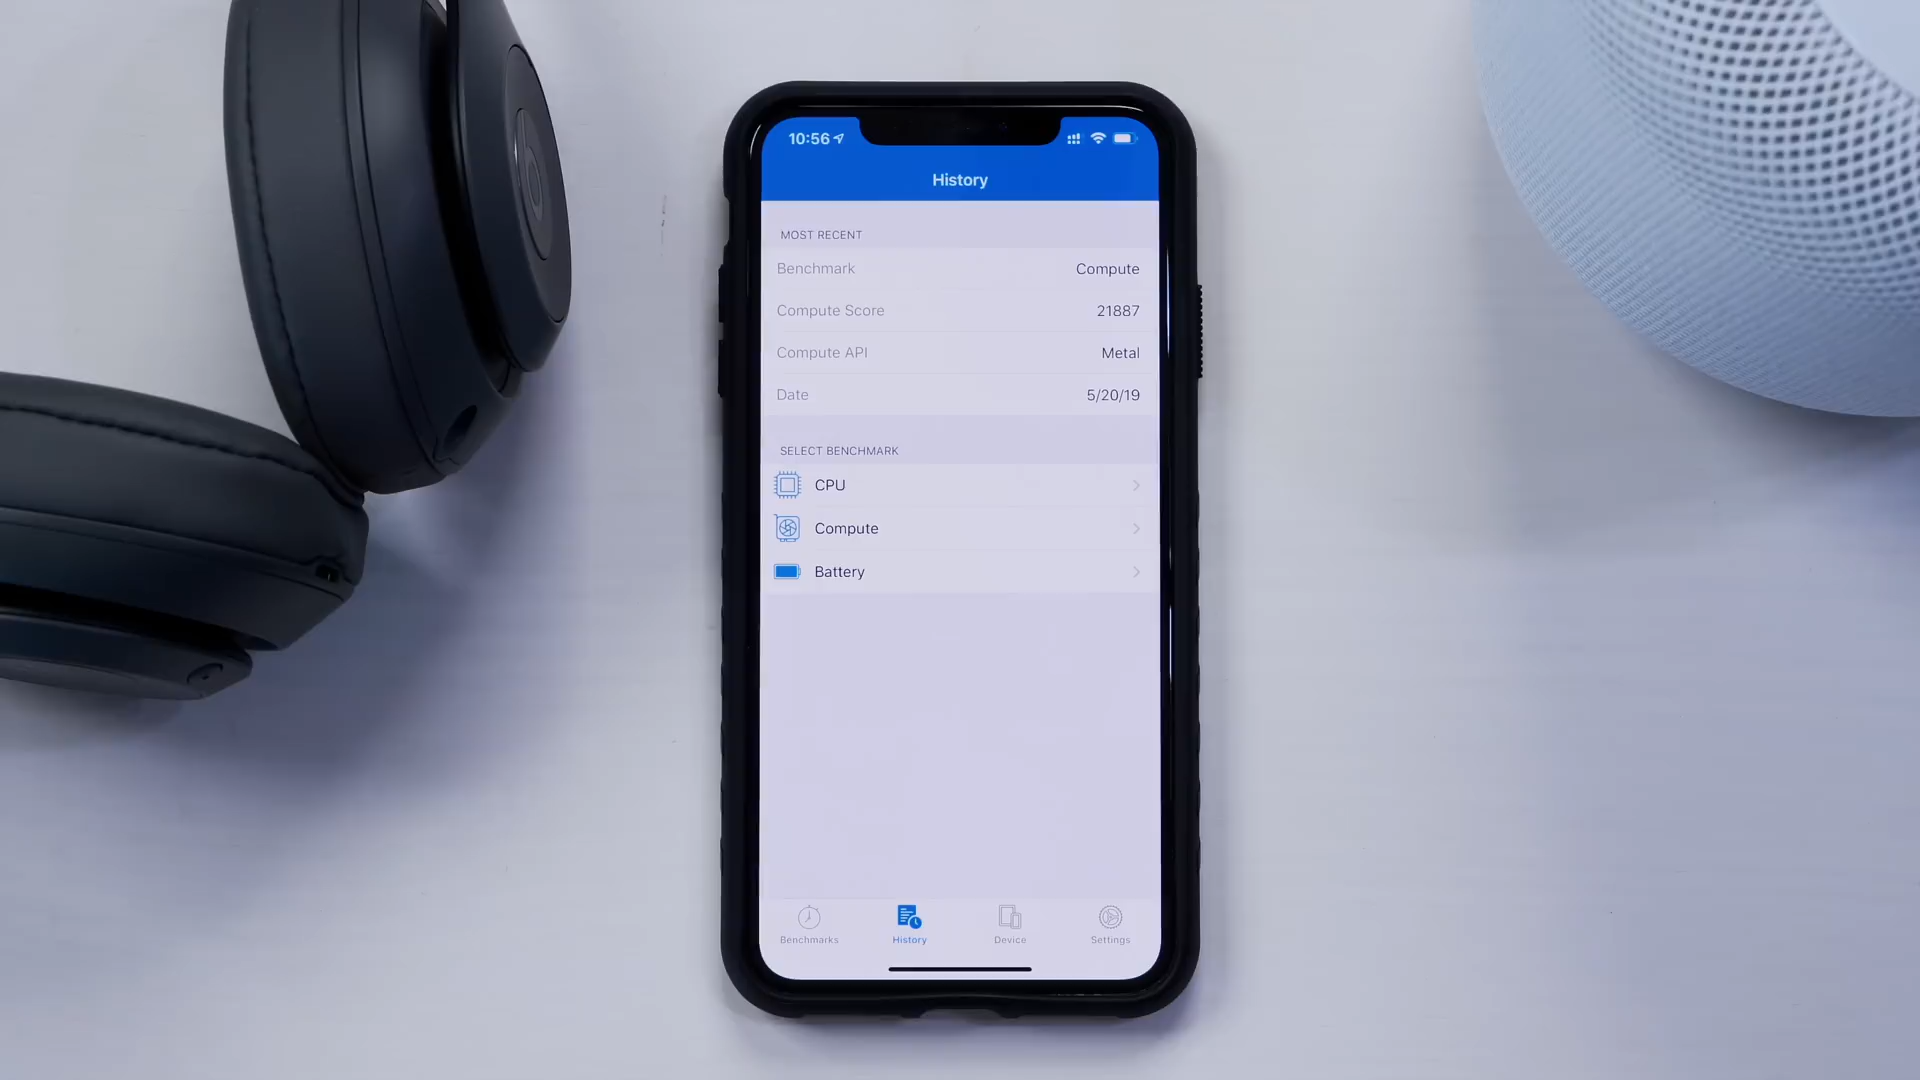 10:56
History
MOST RECENT
Benchmark Compute
Compute Score 21887
Compute API Metal
Date 5/20/19
SELECT BENCHMARK
CPU
Compute
Battery
Benchmarks History Device Settings